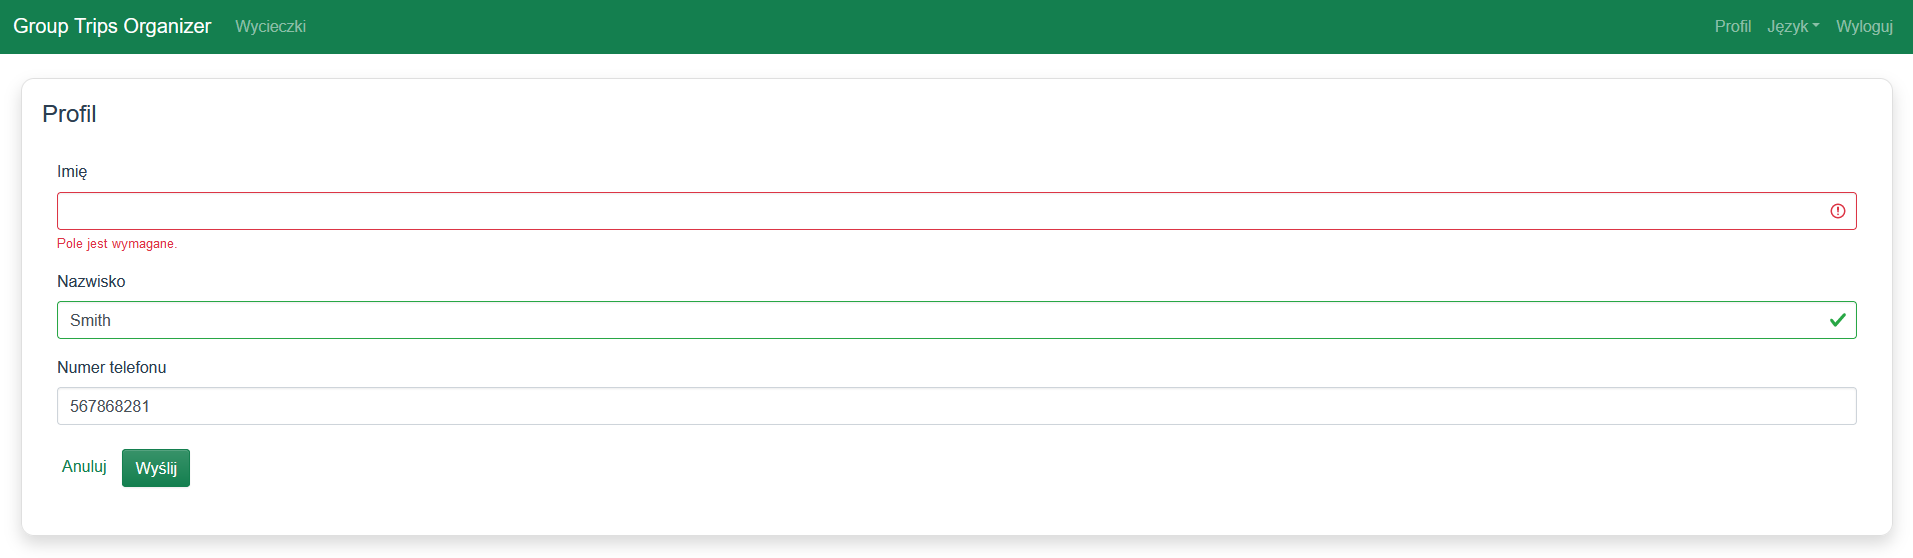 Group Trips Organizer Wycieczki Profil Język Wyloguj
Profil
Imię
Pole jest wymagane.
Nazwisko
Smith
Numer telefonu
567868281
Anuluj Wyślij